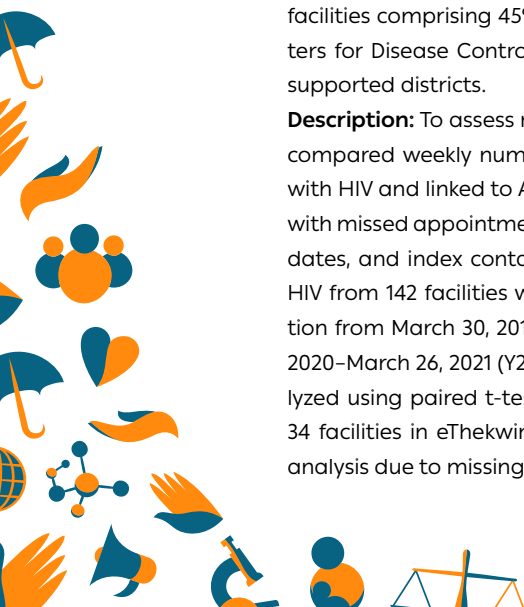 facilities comprising 45
ters for Disease Contro
supported districts.
Description: To assess
compared weekly num
with HIV and linked to
with missed appointme
dates, and index conta
HIV from 142 facilities
tion from March 30, 201
2020–March 26, 2021 (Y2
lyzed using paired t-te
34 facilities in eThekwi
analysis due to missing